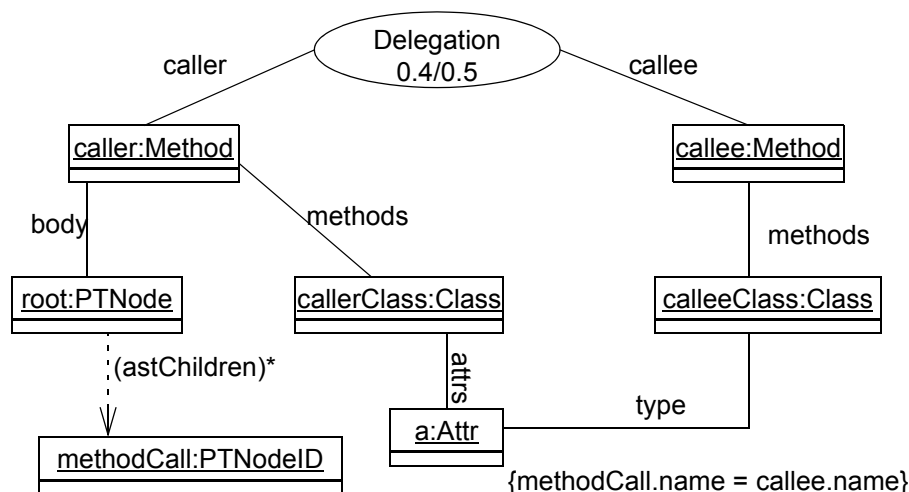 Delegation
0.4/0.5
caller
callee
caller:Method
callee:Method
body
methods
methods
root:PTNode
callerClass:Class
calleeClass:Class
(astChildren)*
attrs
type
a:Attr
methodCall:PTNodeID
{methodCall.name = callee.name}